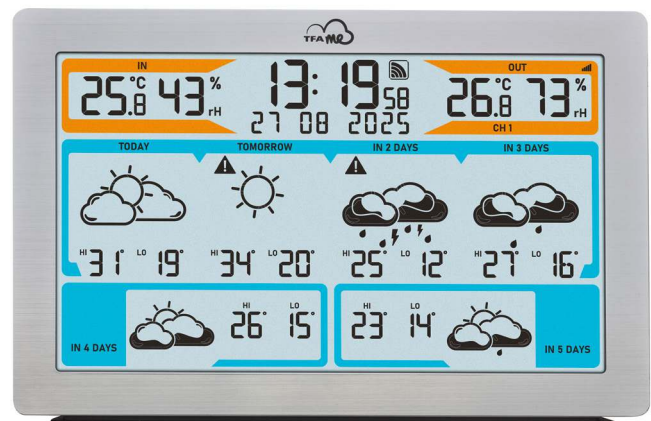 TFA ME
IN
OUT
25.8 °C 43 % rH
13:19 58
26.8 °C 73 % rH
27 08 2025
CH 1
TODAY
TOMORROW
IN 2 DAYS
IN 3 DAYS
HI 31° LO 19°
HI 34° LO 20°
HI 25° LO 12°
HI 27° LO 16°
IN 4 DAYS
HI 26° LO 15°
HI 23° LO 14°
IN 5 DAYS